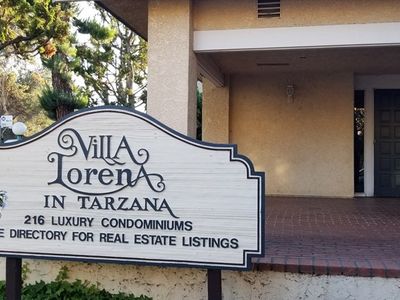 VillA
LorenA
IN TARZANA
216 LUXURY CONDOMINIUMS
DIRECTORY FOR REAL ESTATE LISTINGS